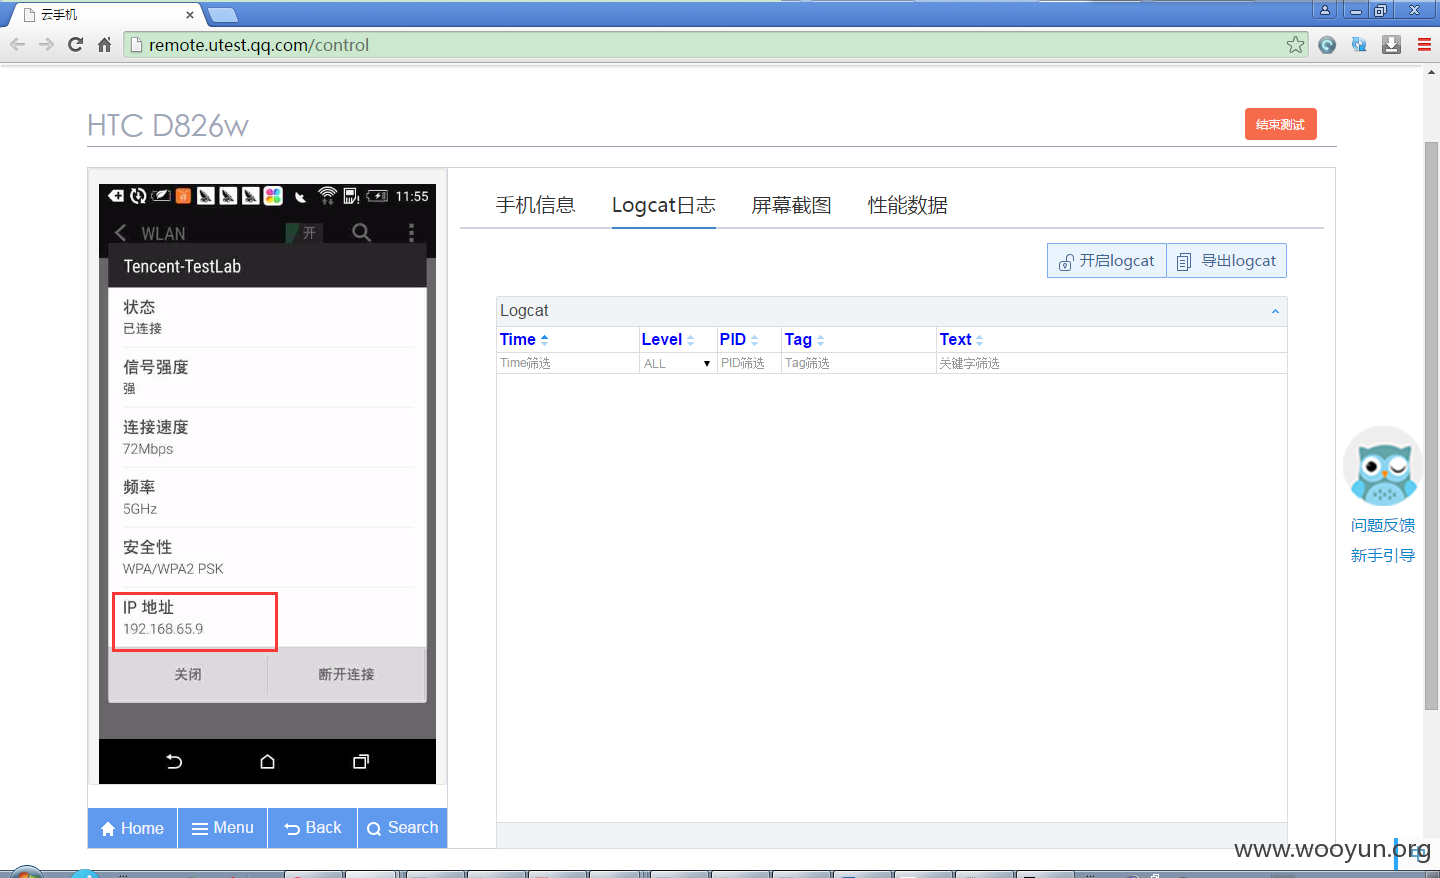 云手机
remote.utest.qq.com/control
HTC D826w
结束测试
11:55
WLAN
开
Tencent-TestLab
状态
已连接
信号强度
强
连接速度
72Mbps
频率
5GHz
安全性
WPA/WPA2 PSK
IP 地址
192.168.65.9
关闭
断开连接
Home
Menu
Back
Search
手机信息
Logcat日志
屏幕截图
性能数据
开启logcat
导出logcat
Logcat
Time
Level
PID
Tag
Text
Time筛选
ALL
PID筛选
Tag筛选
关键字筛选
问题反馈
新手引导
www.wooyun.org